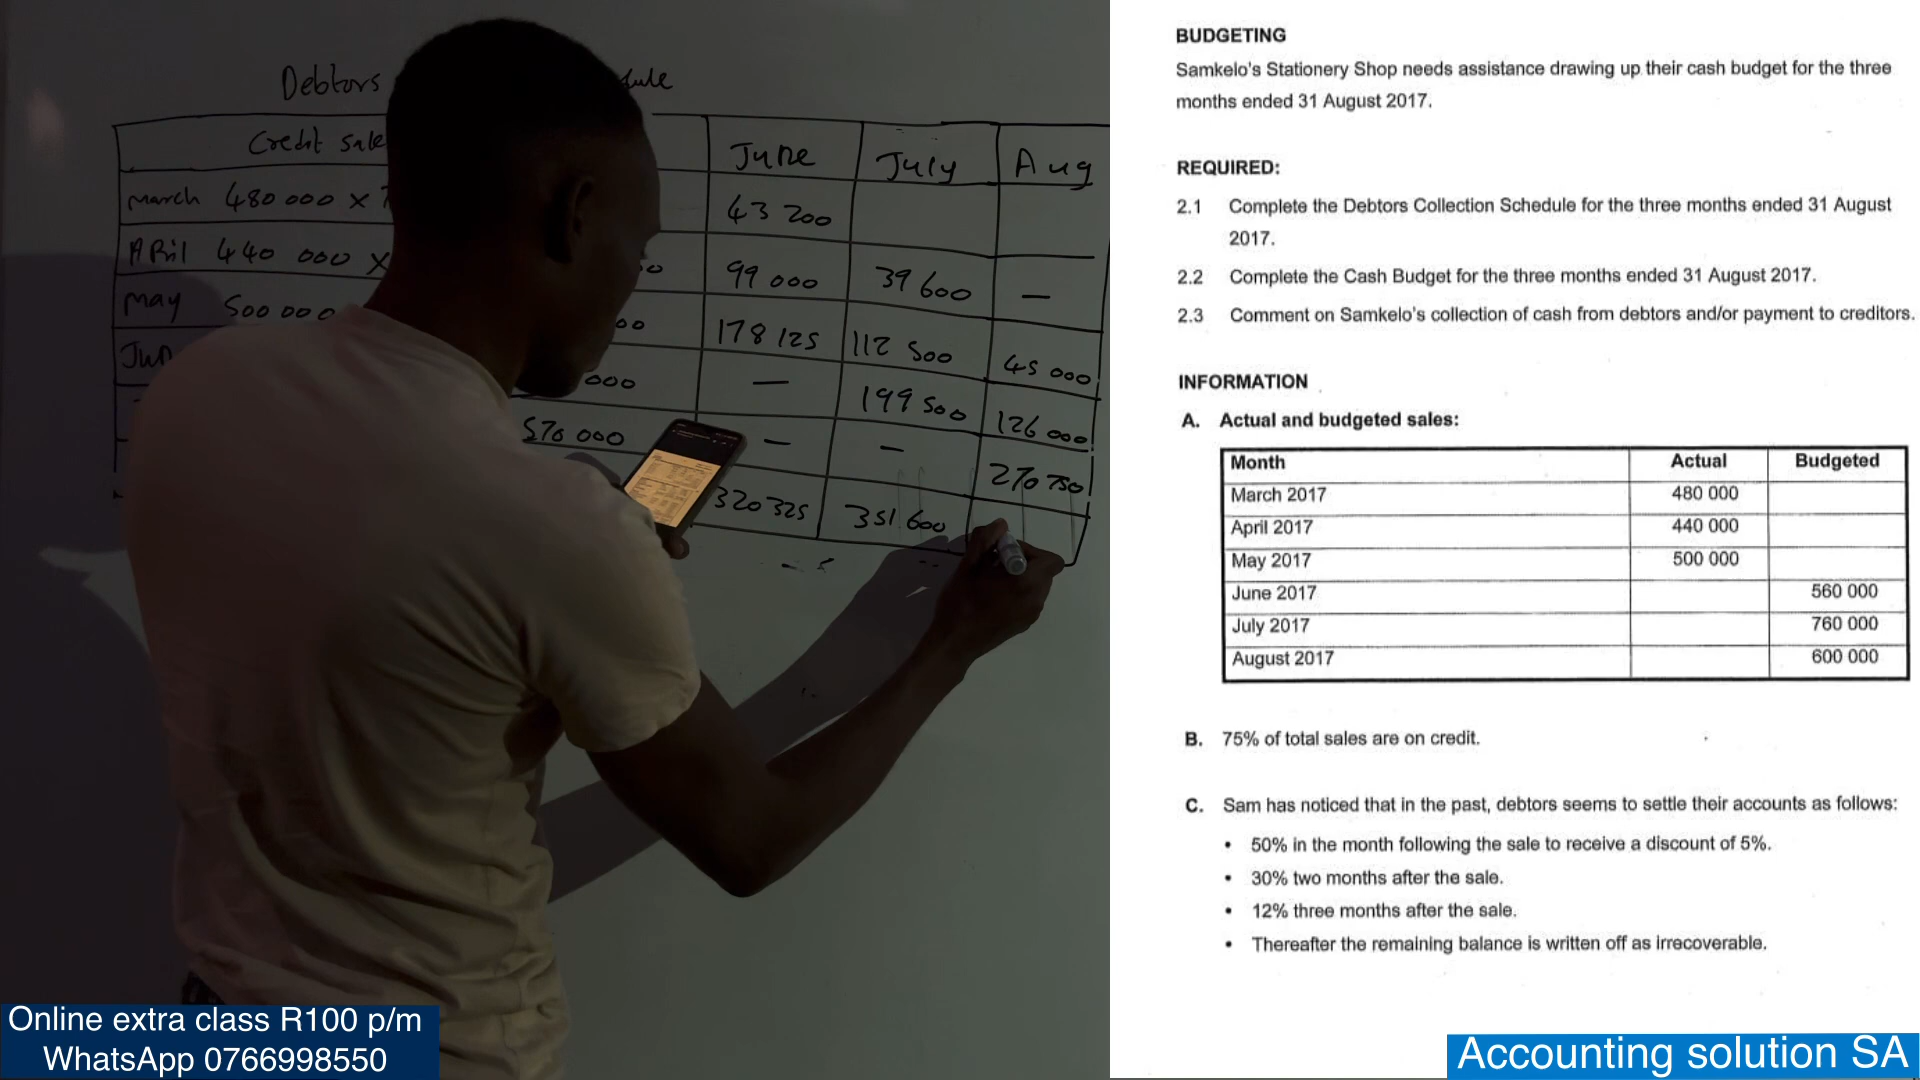 Debtors
Credit sale June July Aug
March 480 000 x 43 200
APril 440 000 x 99 000 39 600 —
May 500 000 178 125 112 500 45 000
Jun 000 — 199 500 126 000
570 000 — — 270 750
320 325 351 600
Online extra class R100 p/m
WhatsApp 0766998550
BUDGETING
Samkelo's Stationery Shop needs assistance drawing up their cash budget for the three
months ended 31 August 2017.
REQUIRED:
2.1 Complete the Debtors Collection Schedule for the three months ended 31 August
2017.
2.2 Complete the Cash Budget for the three months ended 31 August 2017.
2.3 Comment on Samkelo's collection of cash from debtors and/or payment to creditors.
INFORMATION
A. Actual and budgeted sales:
Month Actual Budgeted
March 2017 480 000
April 2017 440 000
May 2017 500 000
June 2017 560 000
July 2017 760 000
August 2017 600 000
B. 75% of total sales are on credit.
C. Sam has noticed that in the past, debtors seems to settle their accounts as follows:
• 50% in the month following the sale to receive a discount of 5%.
• 30% two months after the sale.
• 12% three months after the sale.
• Thereafter the remaining balance is written off as irrecoverable.
Accounting solution SA